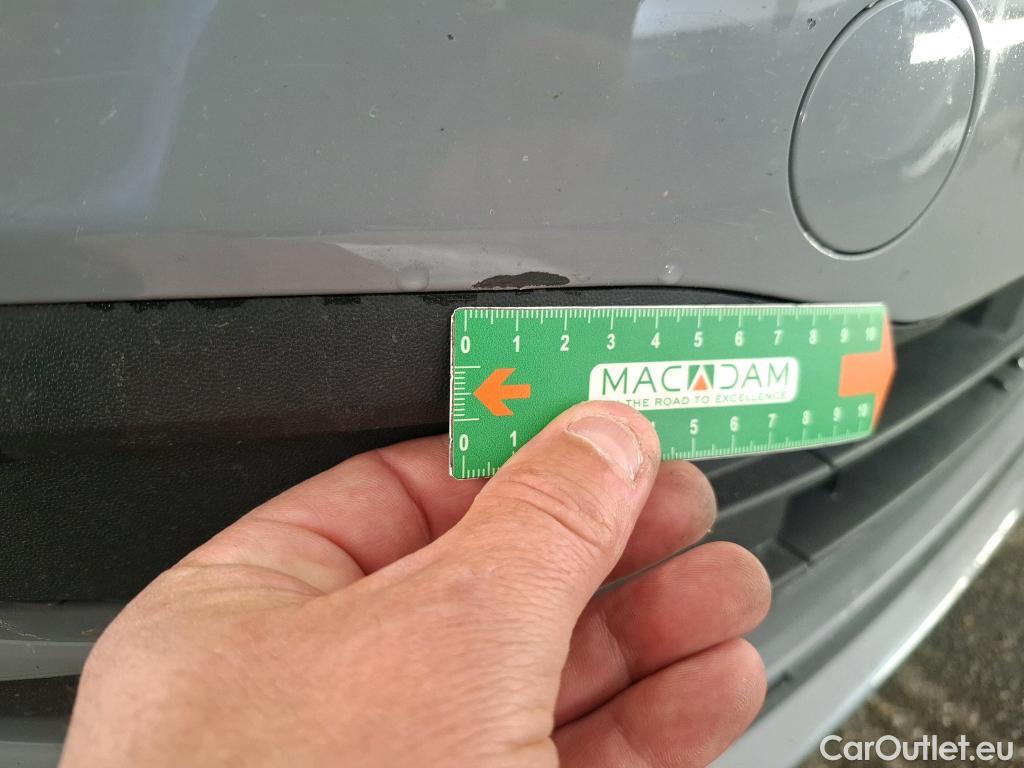 0 1 2 3 4 5 6 7 8 9 10
MACADAM
THE ROAD TO EXCELLENCE
0 1 5 6 7 8 9 10
CarOutlet.eu